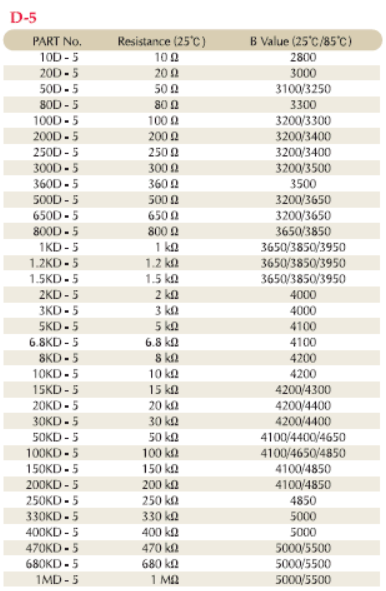 D-5
PART No. Resistance (25℃) B Value (25℃/85℃)
10D - 5 10 Ω 2800
20D - 5 20 Ω 3000
50D - 5 50 Ω 3100/3250
80D - 5 80 Ω 3300
100D - 5 100 Ω 3200/3300
200D - 5 200 Ω 3200/3400
250D - 5 250 Ω 3200/3400
300D - 5 300 Ω 3200/3500
360D - 5 360 Ω 3500
500D - 5 500 Ω 3200/3650
650D - 5 650 Ω 3200/3650
800D - 5 800 Ω 3650/3850
1KD - 5 1 kΩ 3650/3850/3950
1.2KD - 5 1.2 kΩ 3650/3850/3950
1.5KD - 5 1.5 kΩ 3650/3850/3950
2KD - 5 2 kΩ 4000
3KD - 5 3 kΩ 4000
5KD - 5 5 kΩ 4100
6.8KD - 5 6.8 kΩ 4100
8KD - 5 8 kΩ 4200
10KD - 5 10 kΩ 4200
15KD - 5 15 kΩ 4200/4300
20KD - 5 20 kΩ 4200/4400
30KD - 5 30 kΩ 4200/4400
50KD - 5 50 kΩ 4100/4400/4650
100KD - 5 100 kΩ 4100/4650/4850
150KD - 5 150 kΩ 4100/4850
200KD - 5 200 kΩ 4100/4850
250KD - 5 250 kΩ 4850
330KD - 5 330 kΩ 5000
400KD - 5 400 kΩ 5000
470KD - 5 470 kΩ 5000/5500
680KD - 5 680 kΩ 5000/5500
1MD - 5 1 MΩ 5000/5500